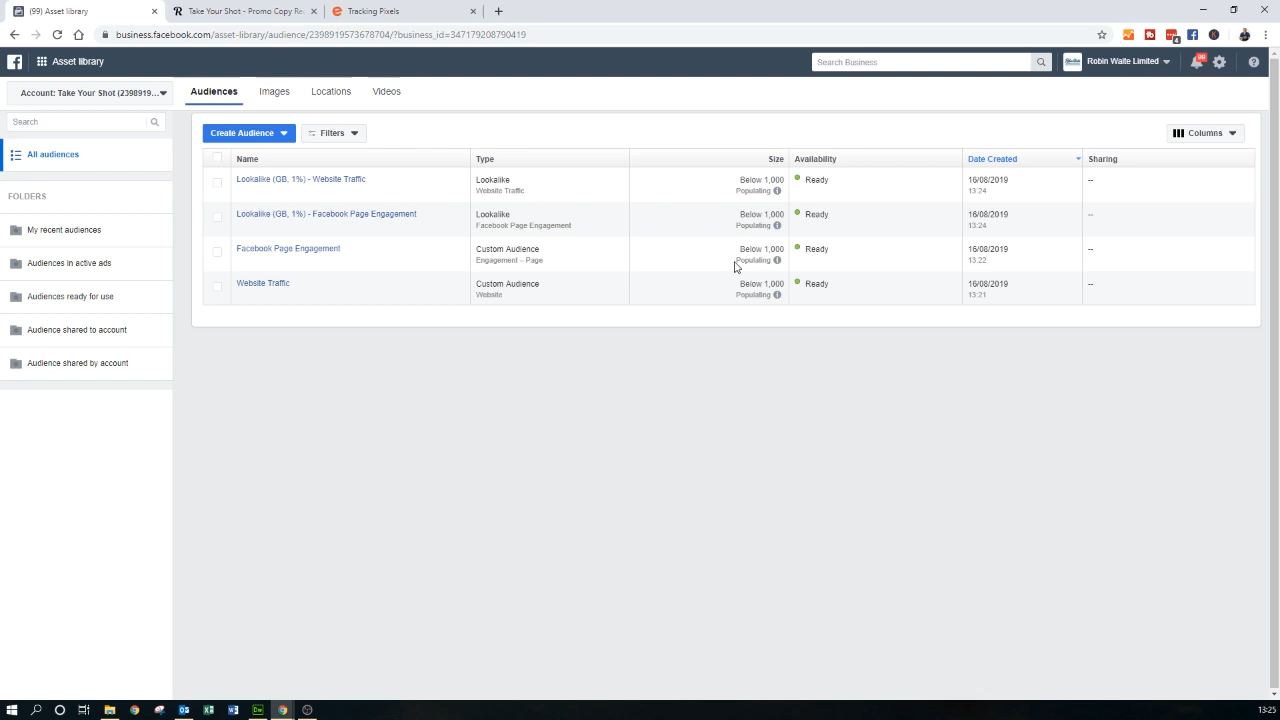 (99) Asset library
Take Your Shot - Promo Copy Re
Tracking Pixels
business.facebook.com/asset-library/audience/2398919573678704/?business_id=347179208790419
Asset library
Search Business
Robin Waite Limited
Account: Take Your Shot (2398919...
Audiences
Images
Locations
Videos
Search
All audiences
FOLDERS
My recent audiences
Audiences in active ads
Audiences ready for use
Audience shared to account
Audience shared by account
Create Audience
Filters
Columns
Name Type Size Availability Date Created Sharing
Lookalike (GB, 1%) - Website Traffic Lookalike Below 1,000 Ready 16/08/2019 --
Website Traffic Populating 13:24
Lookalike (GB, 1%) - Facebook Page Engagement Lookalike Below 1,000 Ready 16/08/2019 --
Facebook Page Engagement Populating 13:24
Facebook Page Engagement Custom Audience Below 1,000 Ready 16/08/2019 --
Engagement – Page Populating 13:22
Website Traffic Custom Audience Below 1,000 Ready 16/08/2019 --
Website Populating 13:21
13:25